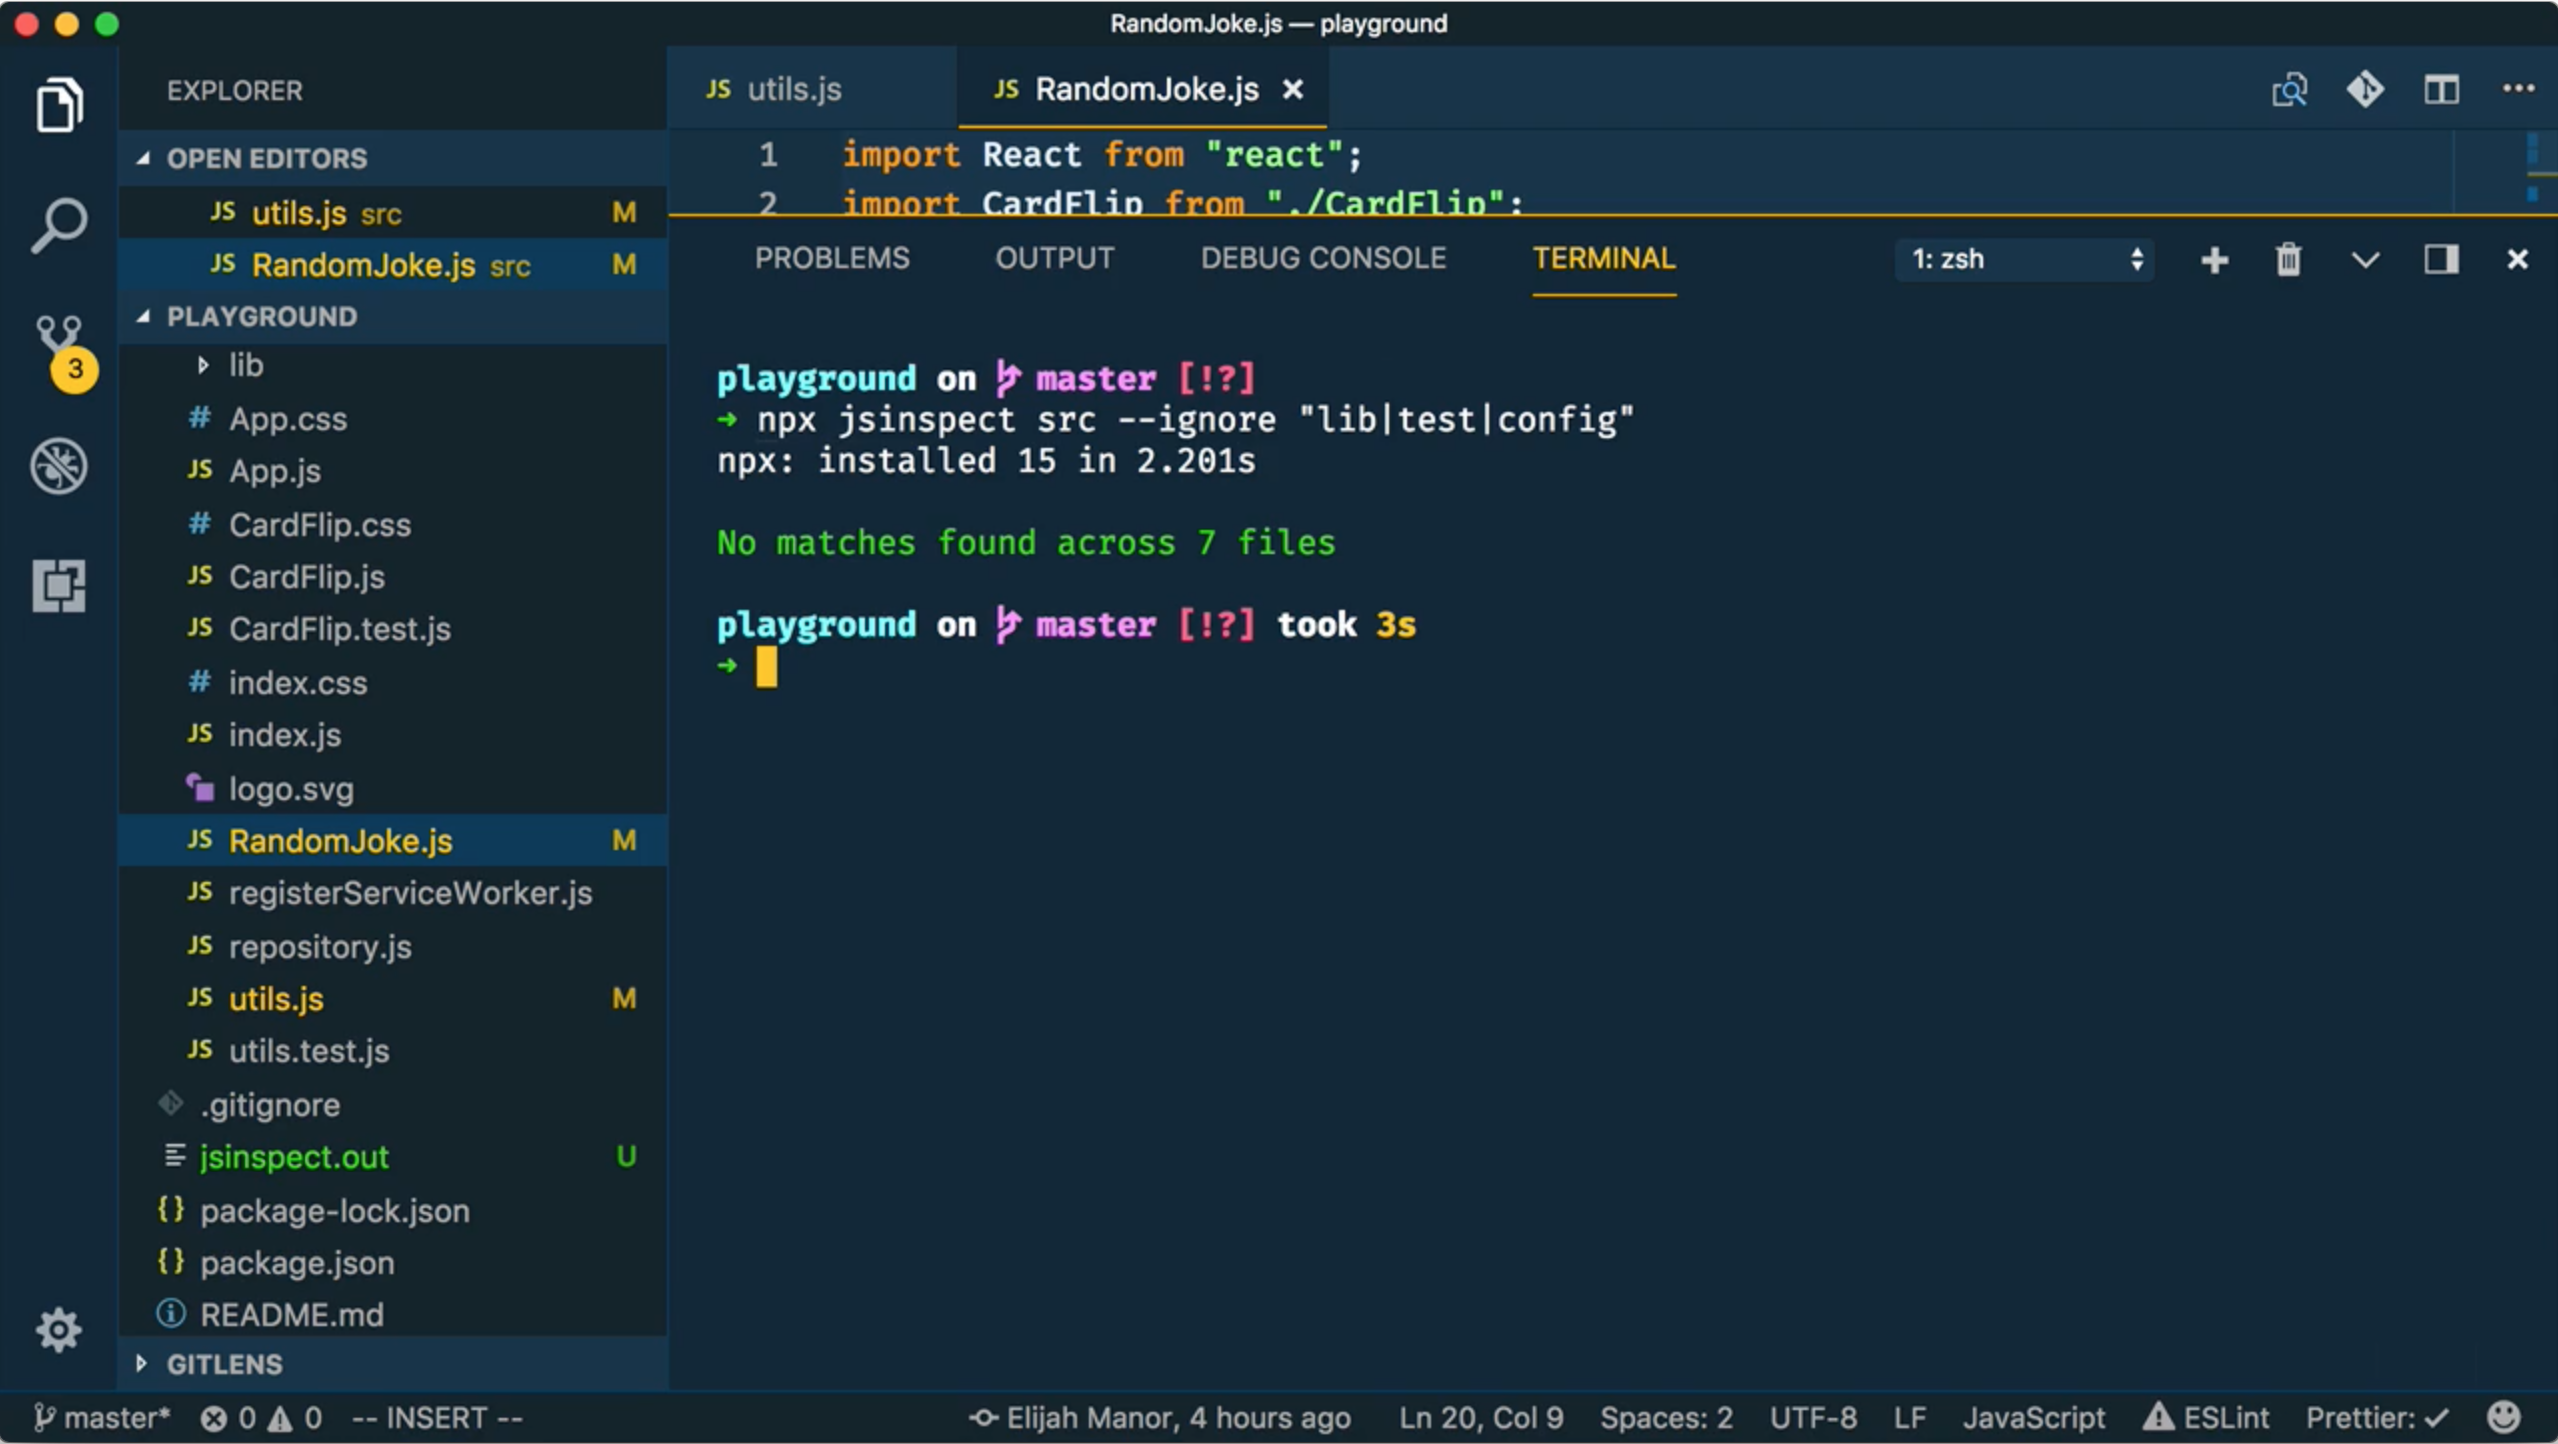 RandomJoke.js — playground
EXPLORER
OPEN EDITORS
JS utils.js src M
JS RandomJoke.js src M
PLAYGROUND
lib
# App.css
JS App.js
# CardFlip.css
JS CardFlip.js
JS CardFlip.test.js
# index.css
JS index.js
logo.svg
JS RandomJoke.js M
JS registerServiceWorker.js
JS repository.js
JS utils.js M
JS utils.test.js
.gitignore
jsinspect.out U
{} package-lock.json
{} package.json
README.md
GITLENS
3
JS utils.js JS RandomJoke.js ×
1 import React from "react";
2 import CardFlip from "./CardFlip";
PROBLEMS OUTPUT DEBUG CONSOLE TERMINAL 1: zsh
playground on master [!?]
➜ npx jsinspect src --ignore "lib|test|config"
npx: installed 15 in 2.201s
No matches found across 7 files
playground on master [!?] took 3s
➜
master* 0 0 -- INSERT -- Elijah Manor, 4 hours ago Ln 20, Col 9 Spaces: 2 UTF-8 LF JavaScript ESLint Prettier: ✓